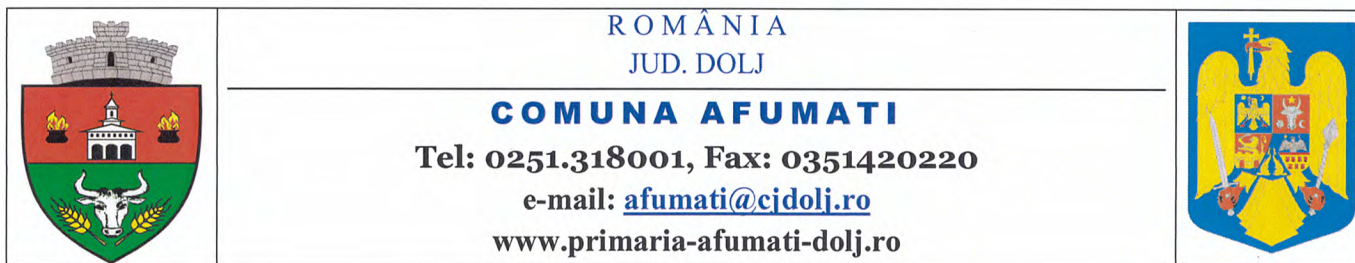 ROMÂNIA
JUD. DOLJ
COMUNA AFUMATI
Tel: 0251.318001, Fax: 0351420220
e-mail: afumati@cjdolj.ro
www.primaria-afumati-dolj.ro